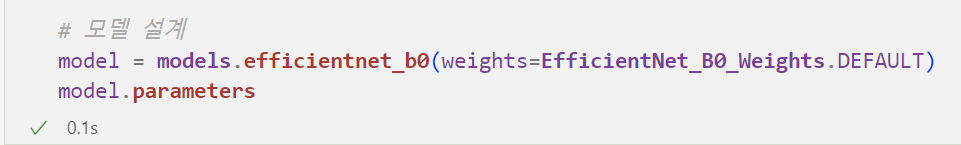 # 모델 설계
model = models.efficientnet_b0(weights=EfficientNet_B0_Weights.DEFAULT)
model.parameters
0.1s